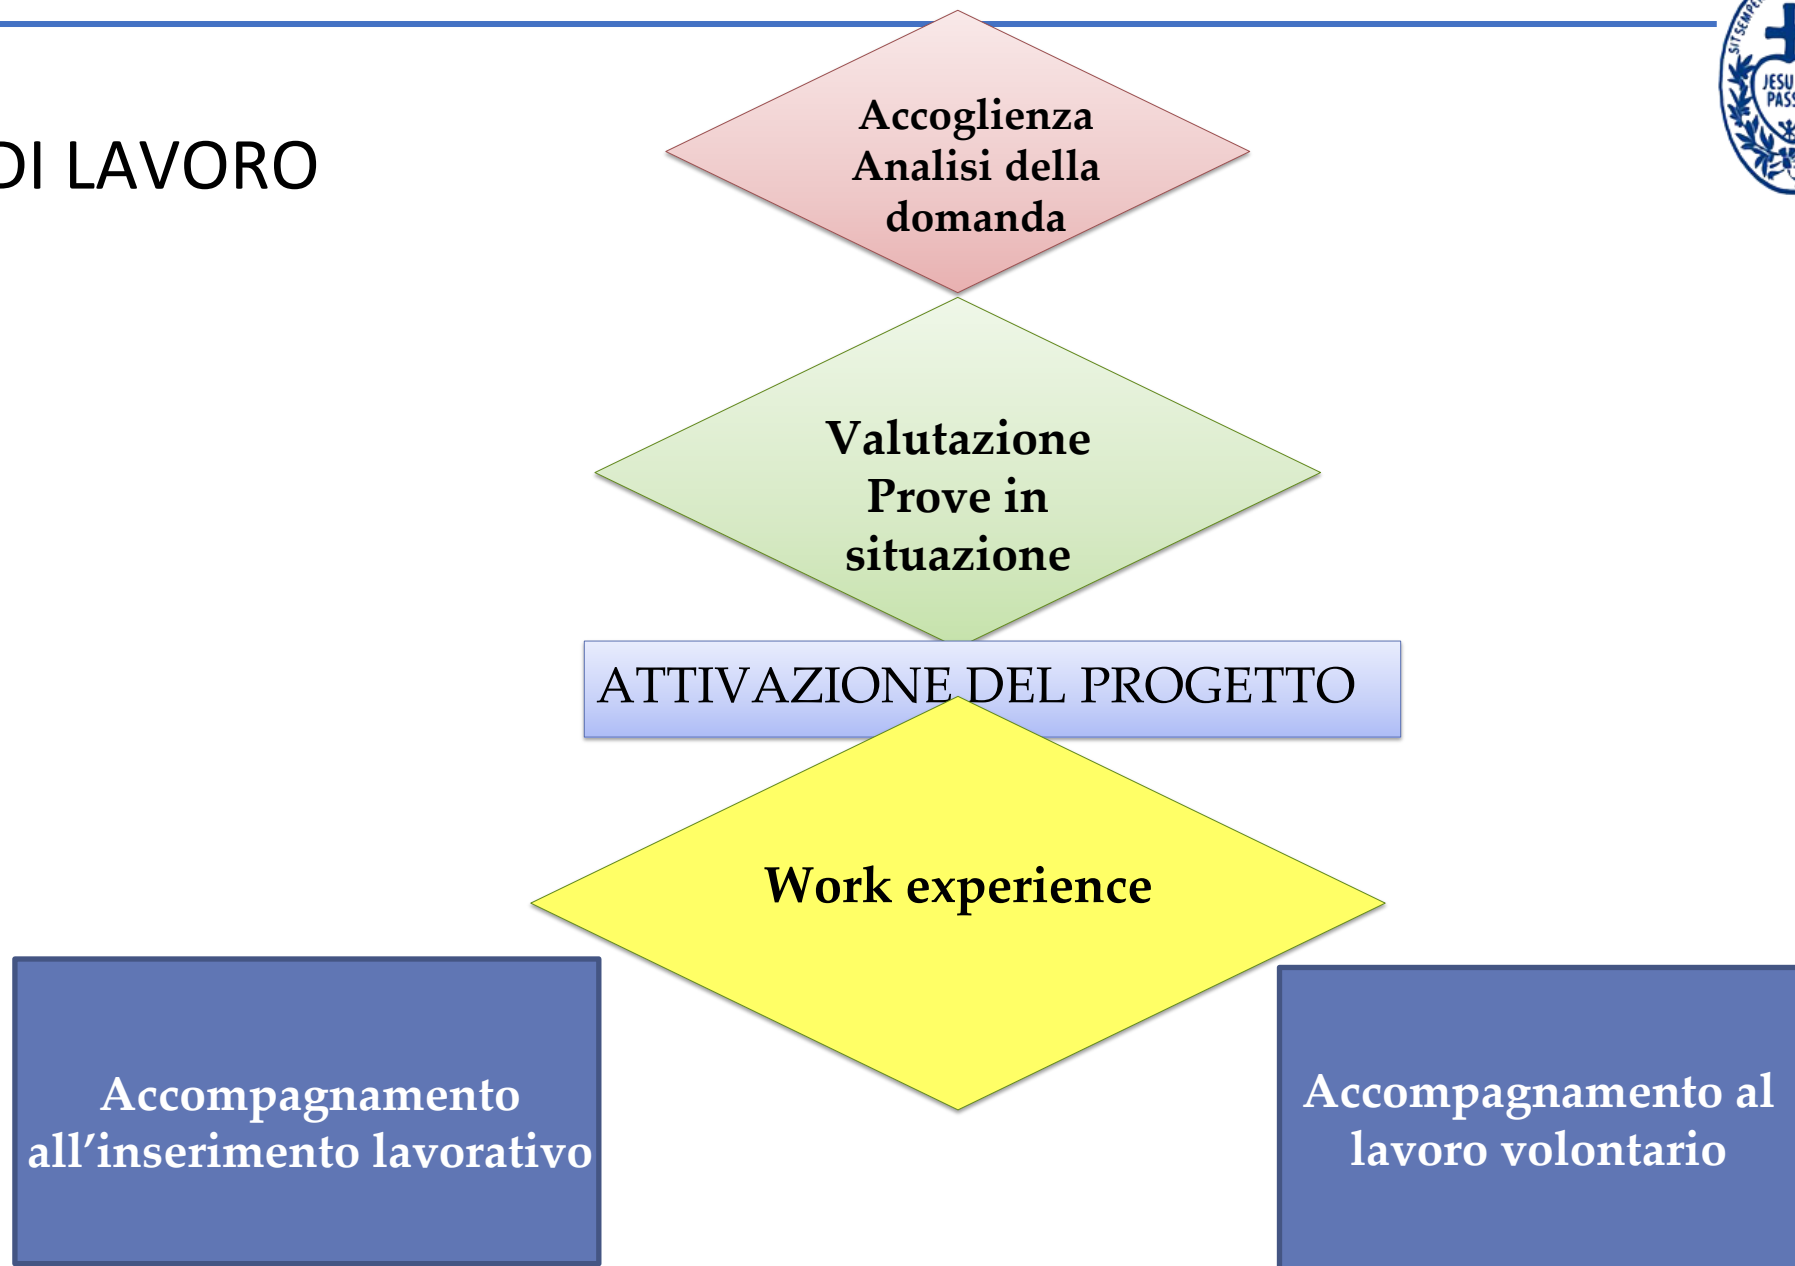 DI LAVORO
Accoglienza
Analisi della
domanda
Valutazione
Prove in
situazione
ATTIVAZIONE DEL PROGETTO
Work experience
Accompagnamento
all’inserimento lavorativo
Accompagnamento al
lavoro volontario